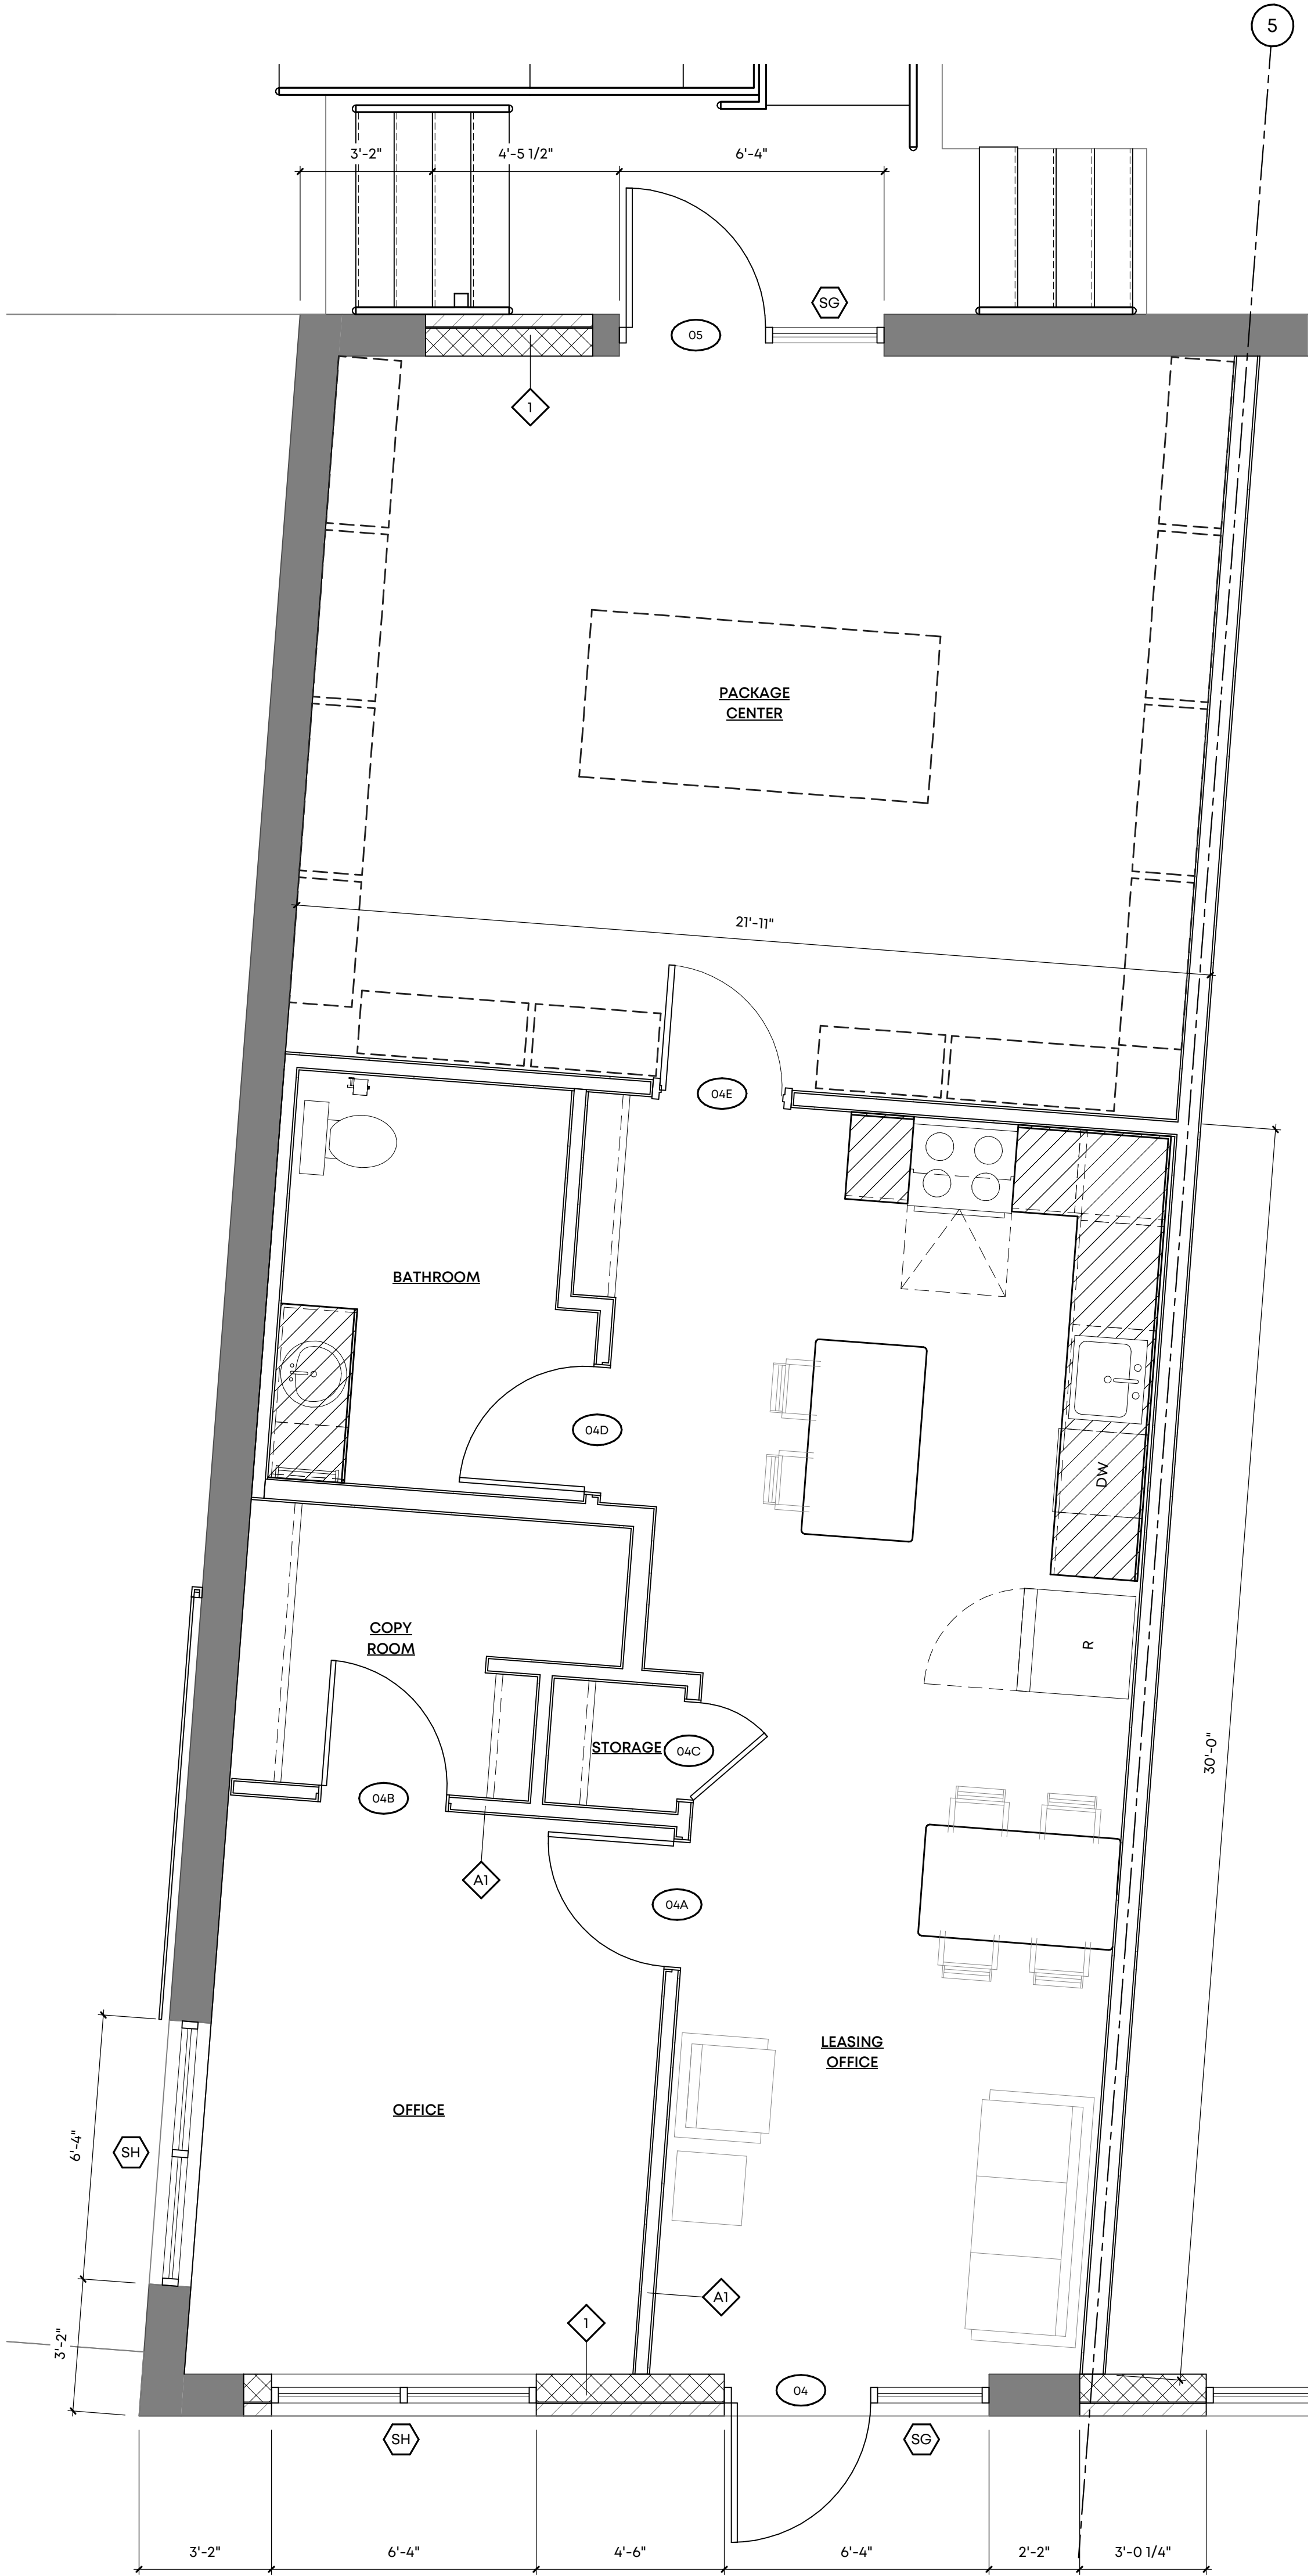 5
3'-2"
4'-5 1/2"
6'-4"
SG
05
1
PACKAGE
CENTER
21'-11"
04E
BATHROOM
04D
DW
COPY
ROOM
R
STORAGE
04C
30'-0"
04B
A1
04A
LEASING
OFFICE
OFFICE
6'-4"
SH
A1
1
3'-2"
04
SH
SG
3'-2"
6'-4"
4'-6"
6'-4"
2'-2"
3'-0 1/4"